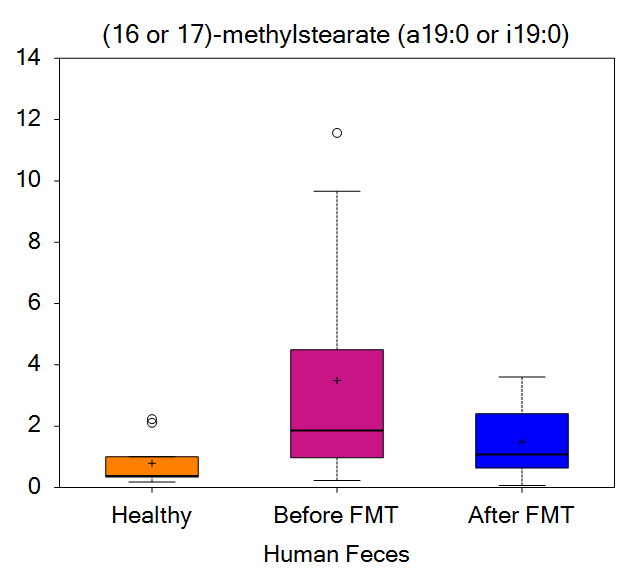 (16 or 17)-methylstearate (a19:0 or i19:0)
14
12
10
8
6
4
2
0
Healthy Before FMT After FMT
Human Feces